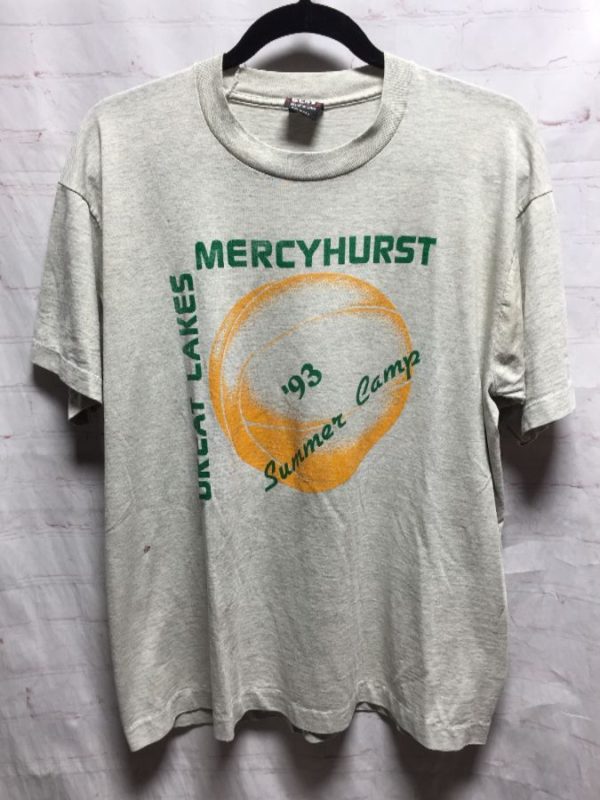 MERCYHURST
GREAT LAKES
'93
Summer Camp